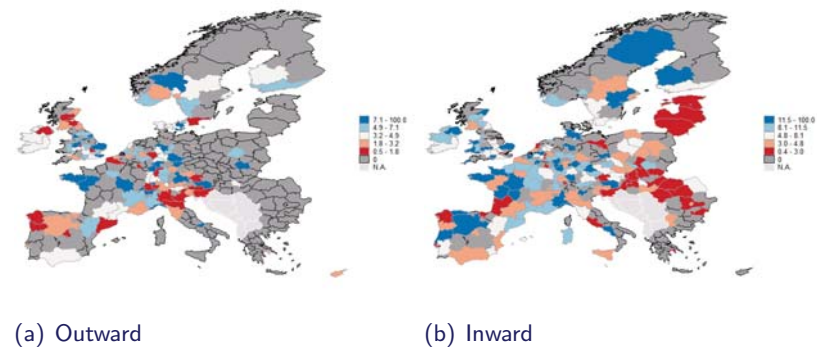 7.1 - 100.0
4.9 - 7.1
3.2 - 4.9
1.8 - 3.2
0.5 - 1.8
0
N.A.
11.5 - 100.0
8.1 - 11.5
4.8 - 8.1
3.0 - 4.8
0.4 - 3.0
0
N.A.
(a) Outward
(b) Inward